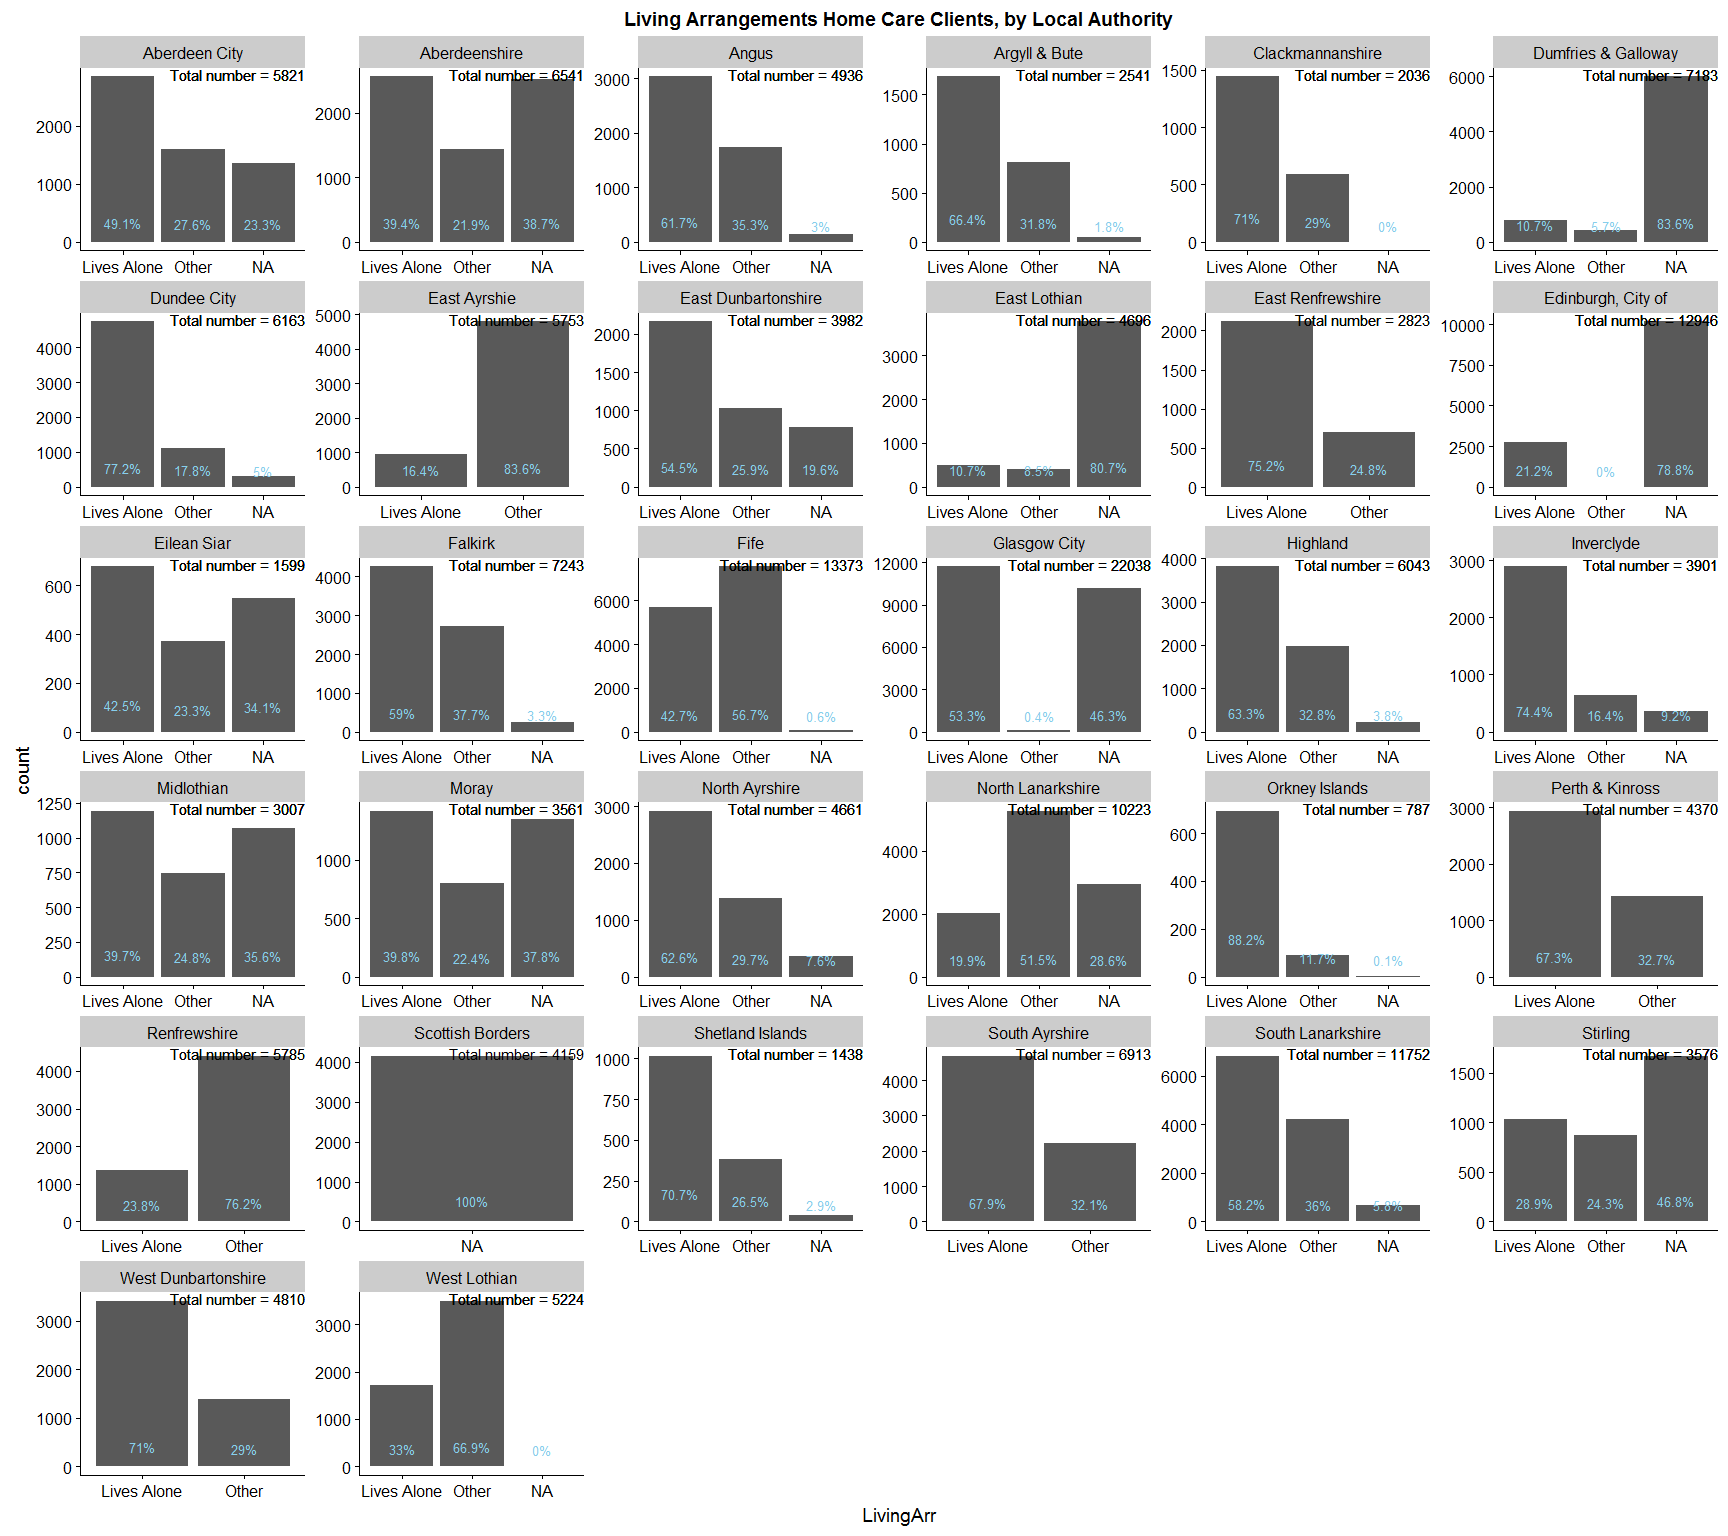 Living Arrangements Home Care Clients, by Local Authority
Aberdeen City
Total number = 5821
2000
1000
0
49.1% 27.6% 23.3%
Lives Alone Other NA
Aberdeenshire
Total number = 6541
2000
1000
0
39.4% 21.9% 38.7%
Lives Alone Other NA
Angus
Total number = 4936
3000
2000
1000
0
61.7% 35.3% 3%
Lives Alone Other NA
Argyll & Bute
Total number = 2541
1500
1000
500
0
66.4% 31.8% 1.8%
Lives Alone Other NA
Clackmannanshire
Total number = 2036
1500
1000
500
0
71% 29% 0%
Lives Alone Other NA
Dumfries & Galloway
Total number = 7183
6000
4000
2000
0
10.7% 5.7% 83.6%
Lives Alone Other NA
Dundee City
Total number = 6163
4000
3000
2000
1000
0
77.2% 17.8% 5%
Lives Alone Other NA
East Ayrshie
Total number = 5753
5000
4000
3000
2000
1000
0
16.4% 83.6%
Lives Alone Other
East Dunbartonshire
Total number = 3982
2000
1500
1000
500
0
54.5% 25.9% 19.6%
Lives Alone Other NA
East Lothian
Total number = 4696
3000
2000
1000
0
10.7% 8.5% 80.7%
Lives Alone Other NA
East Renfrewshire
Total number = 2823
2000
1500
1000
500
0
75.2% 24.8%
Lives Alone Other
Edinburgh, City of
Total number = 12946
10000
7500
5000
2500
0
21.2% 0% 78.8%
Lives Alone Other NA
Eilean Siar
Total number = 1599
600
400
200
0
42.5% 23.3% 34.1%
Lives Alone Other NA
Falkirk
Total number = 7243
4000
3000
2000
1000
0
59% 37.7% 3.3%
Lives Alone Other NA
Fife
Total number = 13373
6000
4000
2000
0
42.7% 56.7% 0.6%
Lives Alone Other NA
Glasgow City
Total number = 22038
12000
9000
6000
3000
0
53.3% 0.4% 46.3%
Lives Alone Other NA
Highland
Total number = 6043
4000
3000
2000
1000
0
63.3% 32.8% 3.8%
Lives Alone Other NA
Inverclyde
Total number = 3901
3000
2000
1000
0
74.4% 16.4% 9.2%
Lives Alone Other NA
count
Midlothian
Total number = 3007
1250
1000
750
500
250
0
39.7% 24.8% 35.6%
Lives Alone Other NA
Moray
Total number = 3561
1000
500
0
39.8% 22.4% 37.8%
Lives Alone Other NA
North Ayrshire
Total number = 4661
3000
2000
1000
0
62.6% 29.7% 7.6%
Lives Alone Other NA
North Lanarkshire
Total number = 10223
4000
2000
0
19.9% 51.5% 28.6%
Lives Alone Other NA
Orkney Islands
Total number = 787
600
400
200
0
88.2% 11.7% 0.1%
Lives Alone Other NA
Perth & Kinross
Total number = 4370
3000
2000
1000
0
67.3% 32.7%
Lives Alone Other
Renfrewshire
Total number = 5785
4000
3000
2000
1000
0
23.8% 76.2%
Lives Alone Other
Scottish Borders
Total number = 4159
4000
3000
2000
1000
0
100%
NA
Shetland Islands
Total number = 1438
1000
750
500
250
0
70.7% 26.5% 2.9%
Lives Alone Other NA
South Ayrshire
Total number = 6913
4000
3000
2000
1000
0
67.9% 32.1%
Lives Alone Other
South Lanarkshire
Total number = 11752
6000
4000
2000
0
58.2% 36% 5.8%
Lives Alone Other NA
Stirling
Total number = 3576
1500
1000
500
0
28.9% 24.3% 46.8%
Lives Alone Other NA
West Dunbartonshire
Total number = 4810
3000
2000
1000
0
71% 29%
Lives Alone Other
West Lothian
Total number = 5224
3000
2000
1000
0
33% 66.9% 0%
Lives Alone Other NA
LivingArr